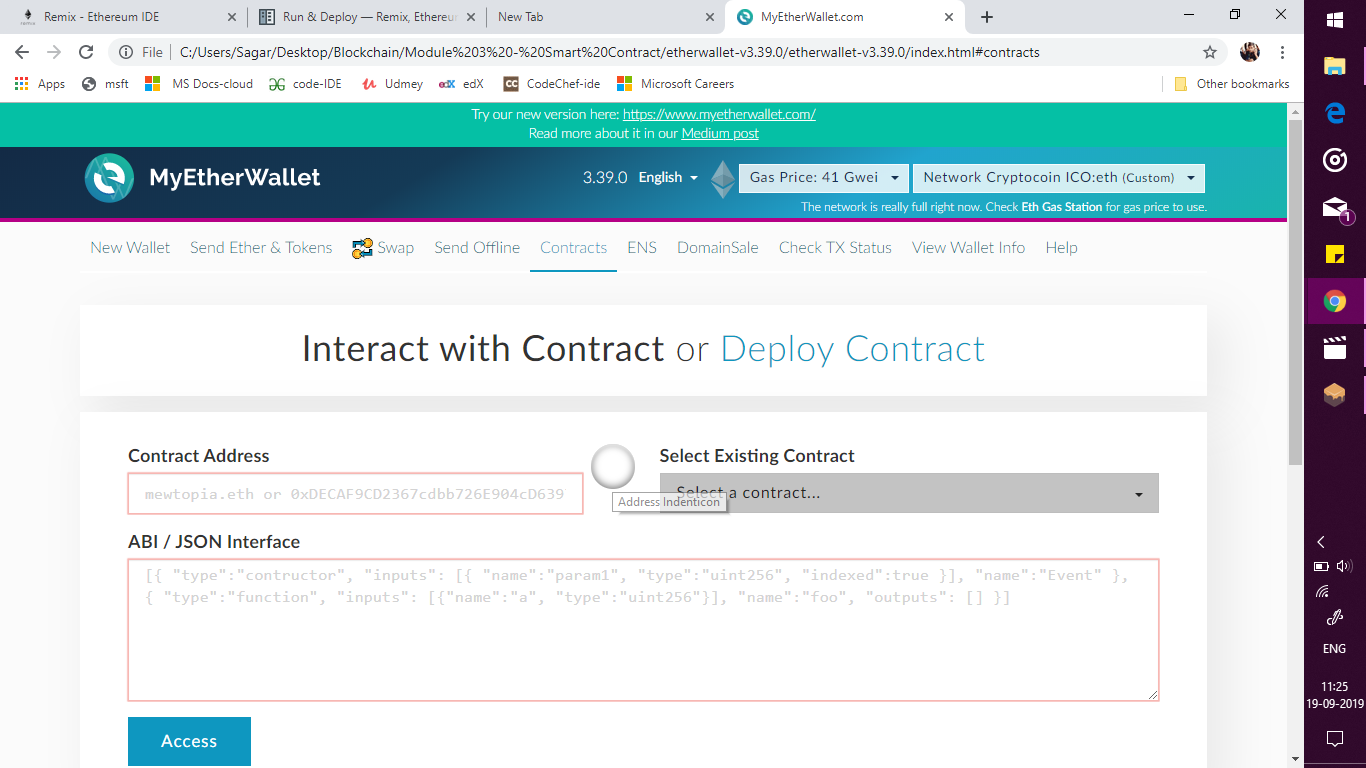 Remix - Ethereum IDE
Run & Deploy — Remix, Ethereu
New Tab
MyEtherWallet.com
File
C:/Users/Sagar/Desktop/Blockchain/Module%203%20-%20Smart%20Contract/etherwallet-v3.39.0/etherwallet-v3.39.0/index.html#contracts
Apps
msft
MS Docs-cloud
code-IDE
Udmey
edX
CC CodeChef-ide
Microsoft Careers
Other bookmarks
Try our new version here: https://www.myetherwallet.com/
Read more about it in our Medium post
MyEtherWallet
3.39.0
English
Gas Price: 41 Gwei
Network Cryptocoin ICO:eth (Custom)
The network is really full right now. Check Eth Gas Station for gas price to use.
New Wallet
Send Ether & Tokens
Swap
Send Offline
Contracts
ENS
DomainSale
Check TX Status
View Wallet Info
Help
Interact with Contract or Deploy Contract
Contract Address
mewtopia.eth or 0xDECAF9CD2367cdbb726E904cD639
Select Existing Contract
Select a contract...
Address Indenticon
ABI / JSON Interface
[{ "type":"contructor", "inputs": [{ "name":"param1", "type":"uint256", "indexed":true }], "name":"Event" },
{ "type":"function", "inputs": [{"name":"a", "type":"uint256"}], "name":"foo", "outputs": [] }]
Access
1
ENG
11:25
19-09-2019